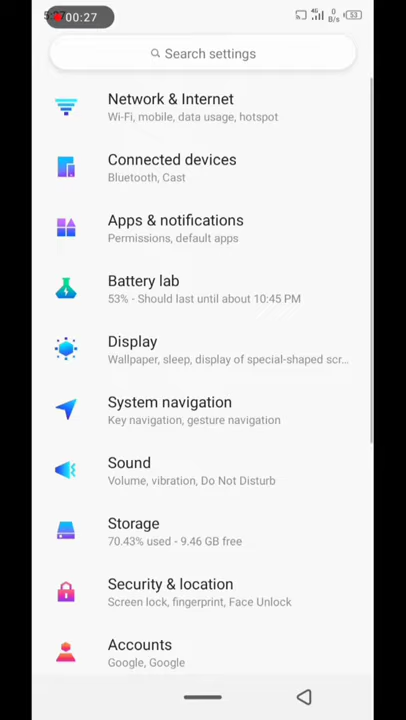 00:27
4G
0
B/s
53
Search settings
Network & Internet
Wi-Fi, mobile, data usage, hotspot
Connected devices
Bluetooth, Cast
Apps & notifications
Permissions, default apps
Battery lab
53% - Should last until about 10:45 PM
Display
Wallpaper, sleep, display of special-shaped scr…
System navigation
Key navigation, gesture navigation
Sound
Volume, vibration, Do Not Disturb
Storage
70.43% used - 9.46 GB free
Security & location
Screen lock, fingerprint, Face Unlock
Accounts
Google, Google